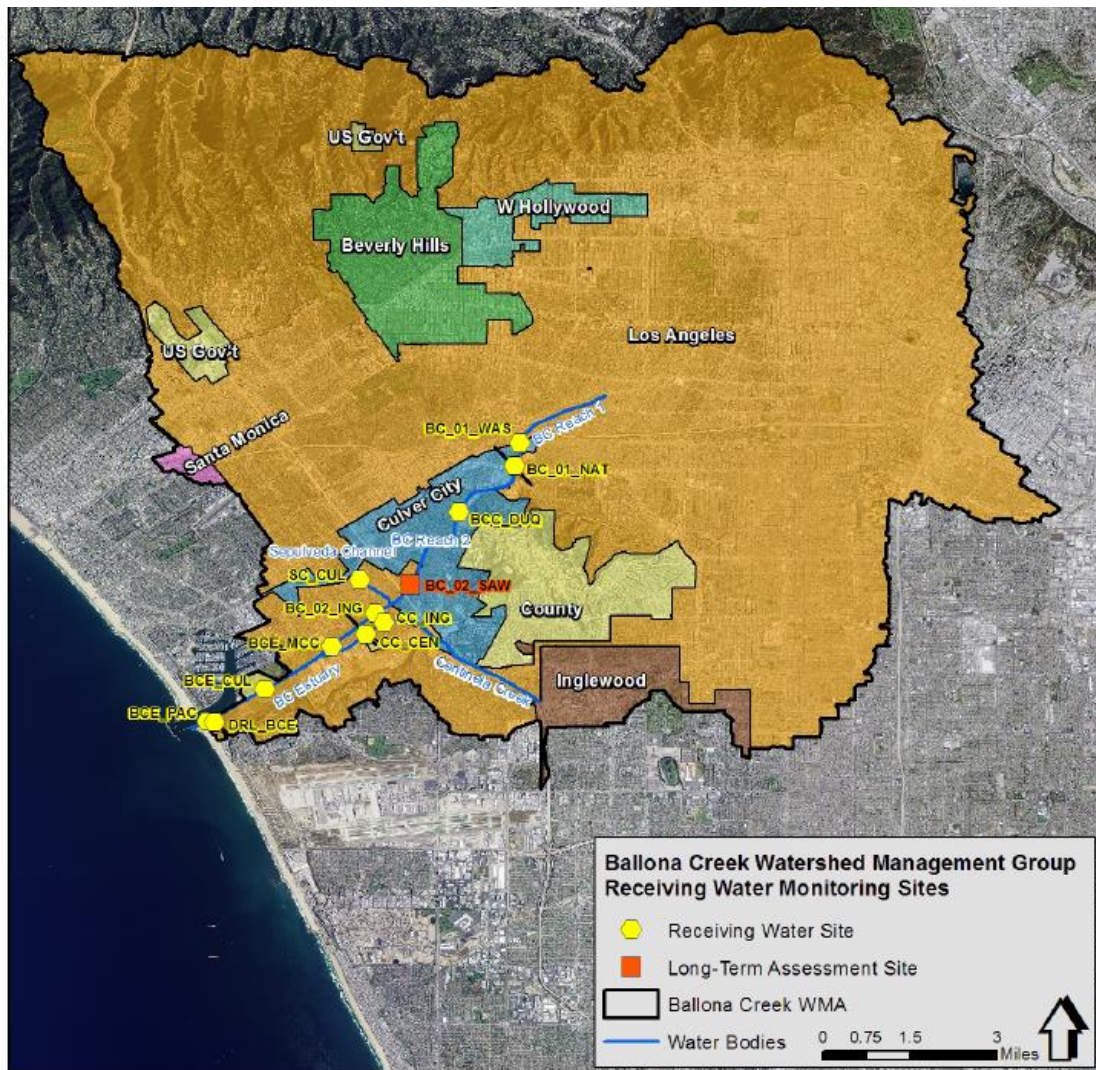 US Gov't
W Hollywood
Beverly Hills
Los Angeles
US Gov't
Santa Monica
BC_01_WAS
BC Reach 1
BC_01_NAT
Culver City
BCC_DUQ
BC Reach 2
Sepulveda Channel
SC_CUL
BC_02_SAW
BC_02_ING
CC_ING
County
BCE_MCC
CC_CEN
Centinela Creek
Inglewood
BCE_CUL
BC Estuary
BCE_PAC
DRL_BCE
Ballona Creek Watershed Management Group
Receiving Water Monitoring Sites
Receiving Water Site
Long-Term Assessment Site
Ballona Creek WMA
Water Bodies
0 0.75 1.5 3
Miles